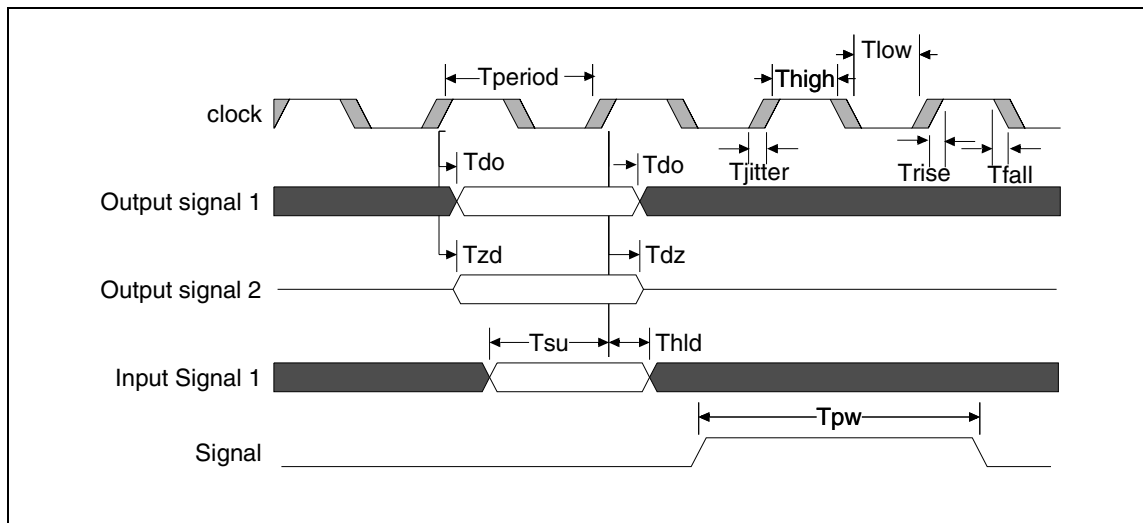 Tlow
Tperiod
Thigh
clock
Tdo
Tdo
Tjitter
Trise
Tfall
Output signal 1
Tzd
Tdz
Output signal 2
Tsu
Thld
Input Signal 1
Tpw
Signal